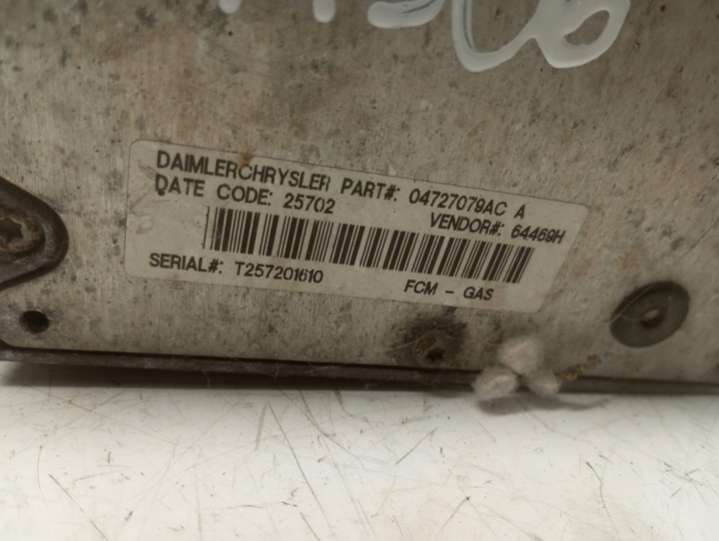 DAIMLERCHRYSLER PART#: 04727079AC A
DATE CODE: 25702 VENDOR#: 64469H
SERIAL#: T257201610 FCM - GAS